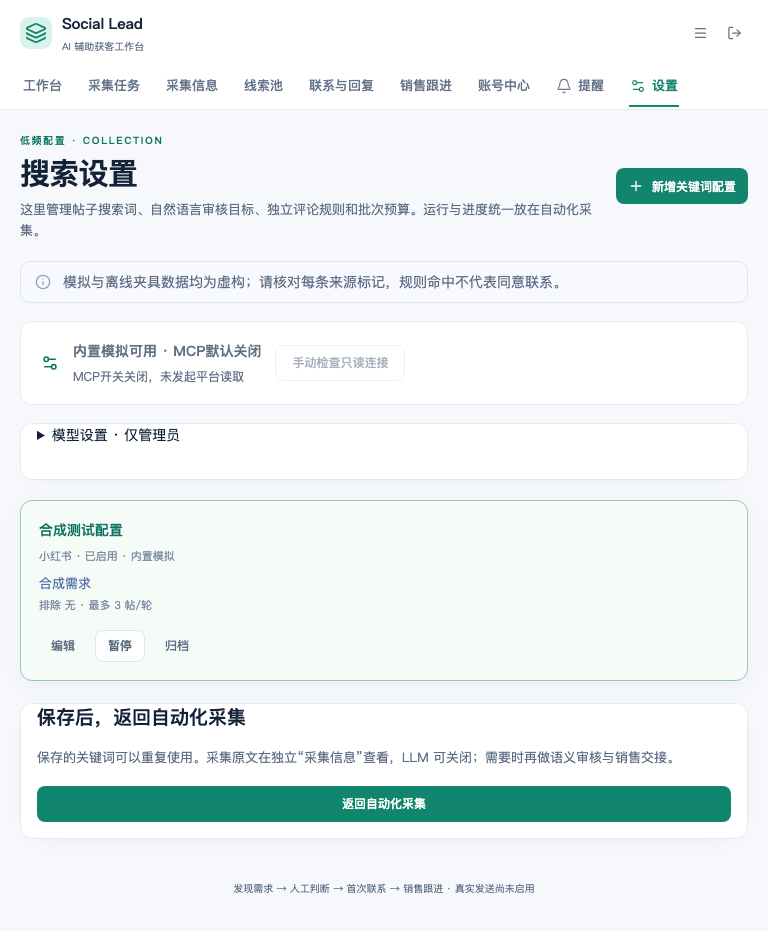 Social Lead
AI 辅助获客工作台
工作台
采集任务
采集信息
线索池
联系与回复
销售跟进
账号中心
提醒
设置
低频配置 · COLLECTION
搜索设置
这里管理帖子搜索词、自然语言审核目标、独立评论规则和批次预算。运行与进度统一放在自动化采
集。
新增关键词配置
模拟与离线夹具数据均为虚构；请核对每条来源标记，规则命中不代表同意联系。
内置模拟可用 · MCP默认关闭
MCP开关关闭，未发起平台读取
手动检查只读连接
模型设置 · 仅管理员
合成测试配置
小红书 · 已启用 · 内置模拟
合成需求
排除 无 · 最多 3 帖/轮
编辑
暂停
归档
保存后，返回自动化采集
保存的关键词可以重复使用。采集原文在独立“采集信息”查看，LLM 可关闭；需要时再做语义审核与销售交接。
返回自动化采集
发现需求 → 人工判断 → 首次联系 → 销售跟进 · 真实发送尚未启用